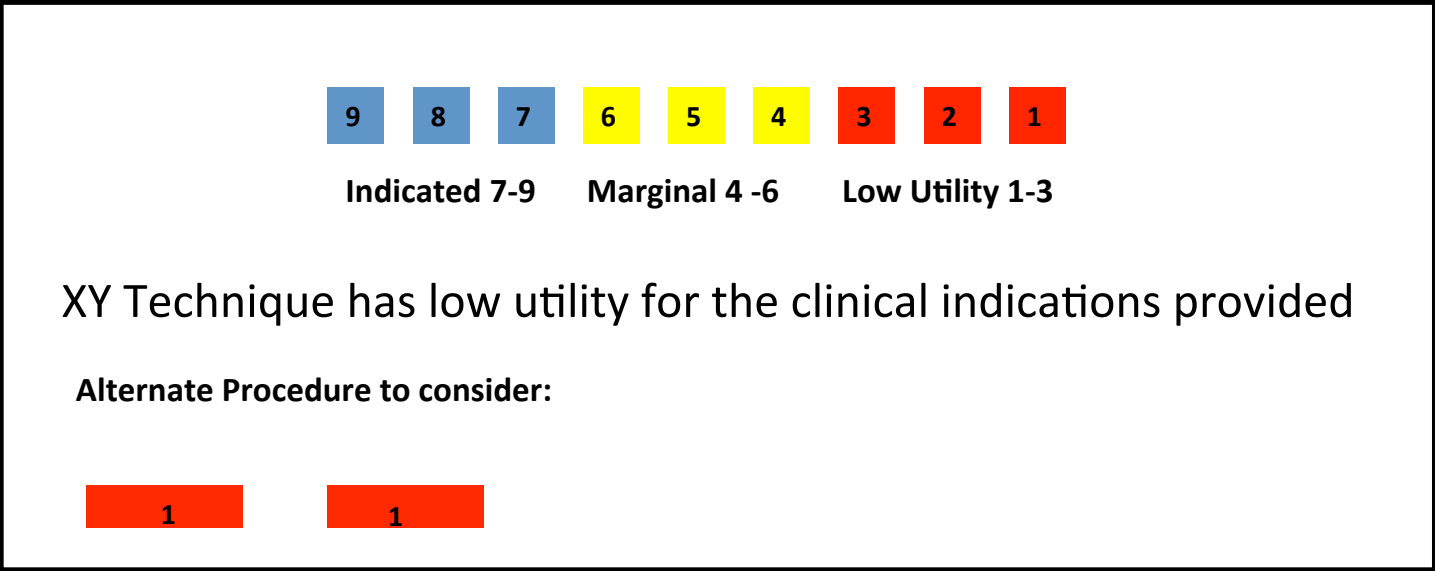 9 8 7 6 5 4 3 2 1
Indicated 7-9 Marginal 4 -6 Low Utility 1-3
XY Technique has low utility for the clinical indications provided
Alternate Procedure to consider:
1 1